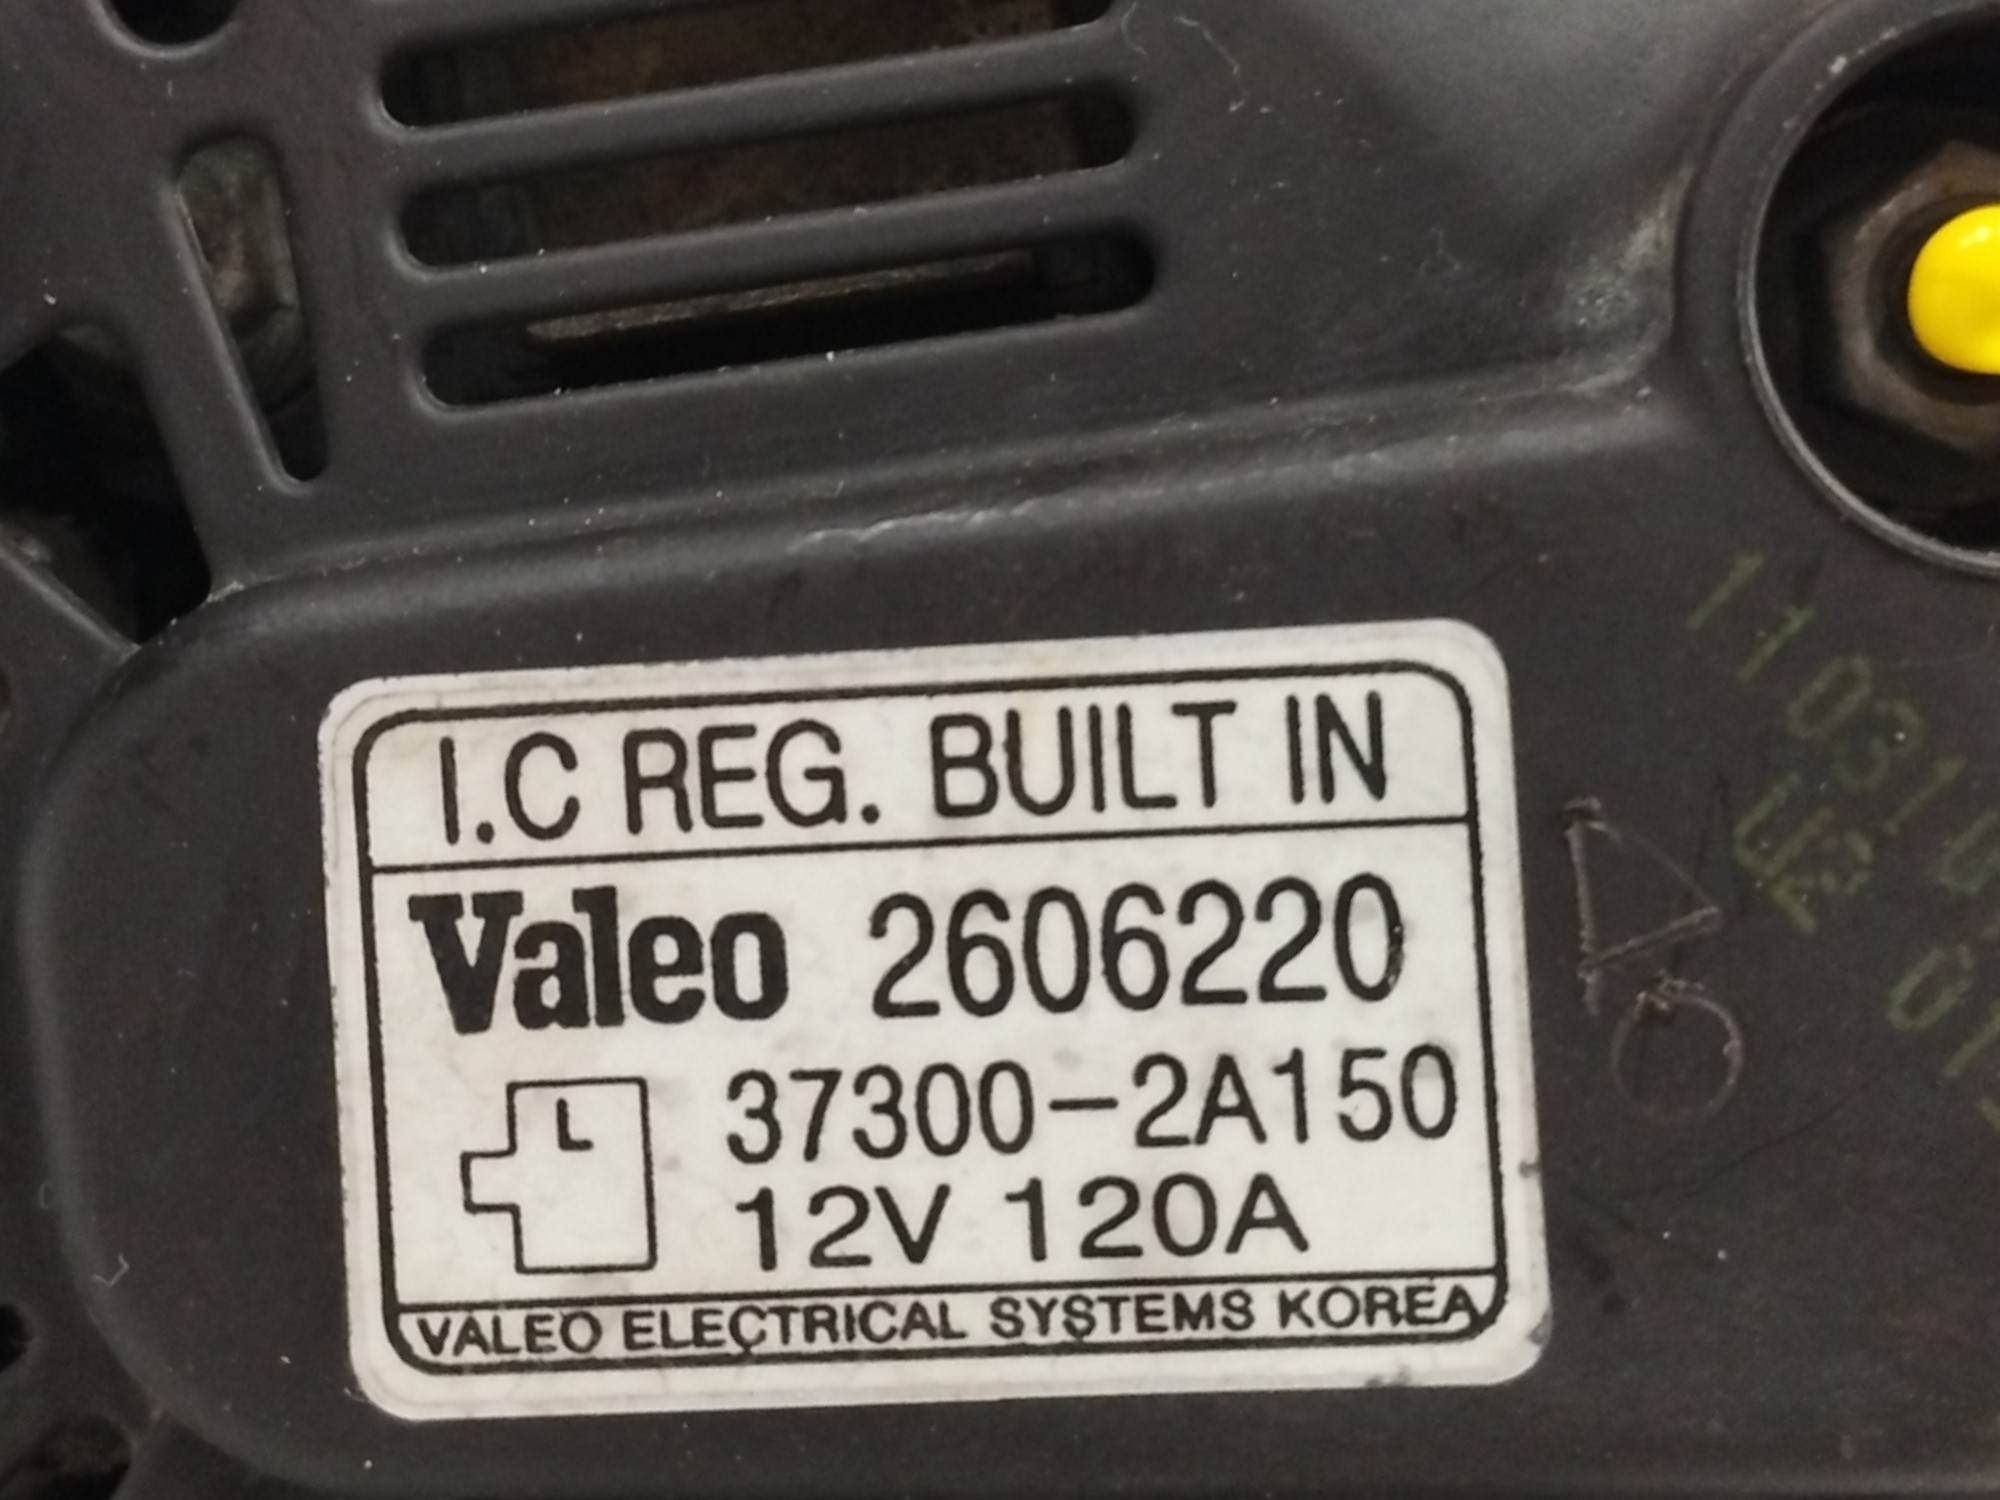 I.C REG. BUILT IN
Valeo 2606220
L
37300-2A150
12V 120A
VALEO ELECTRICAL SYSTEMS KOREA